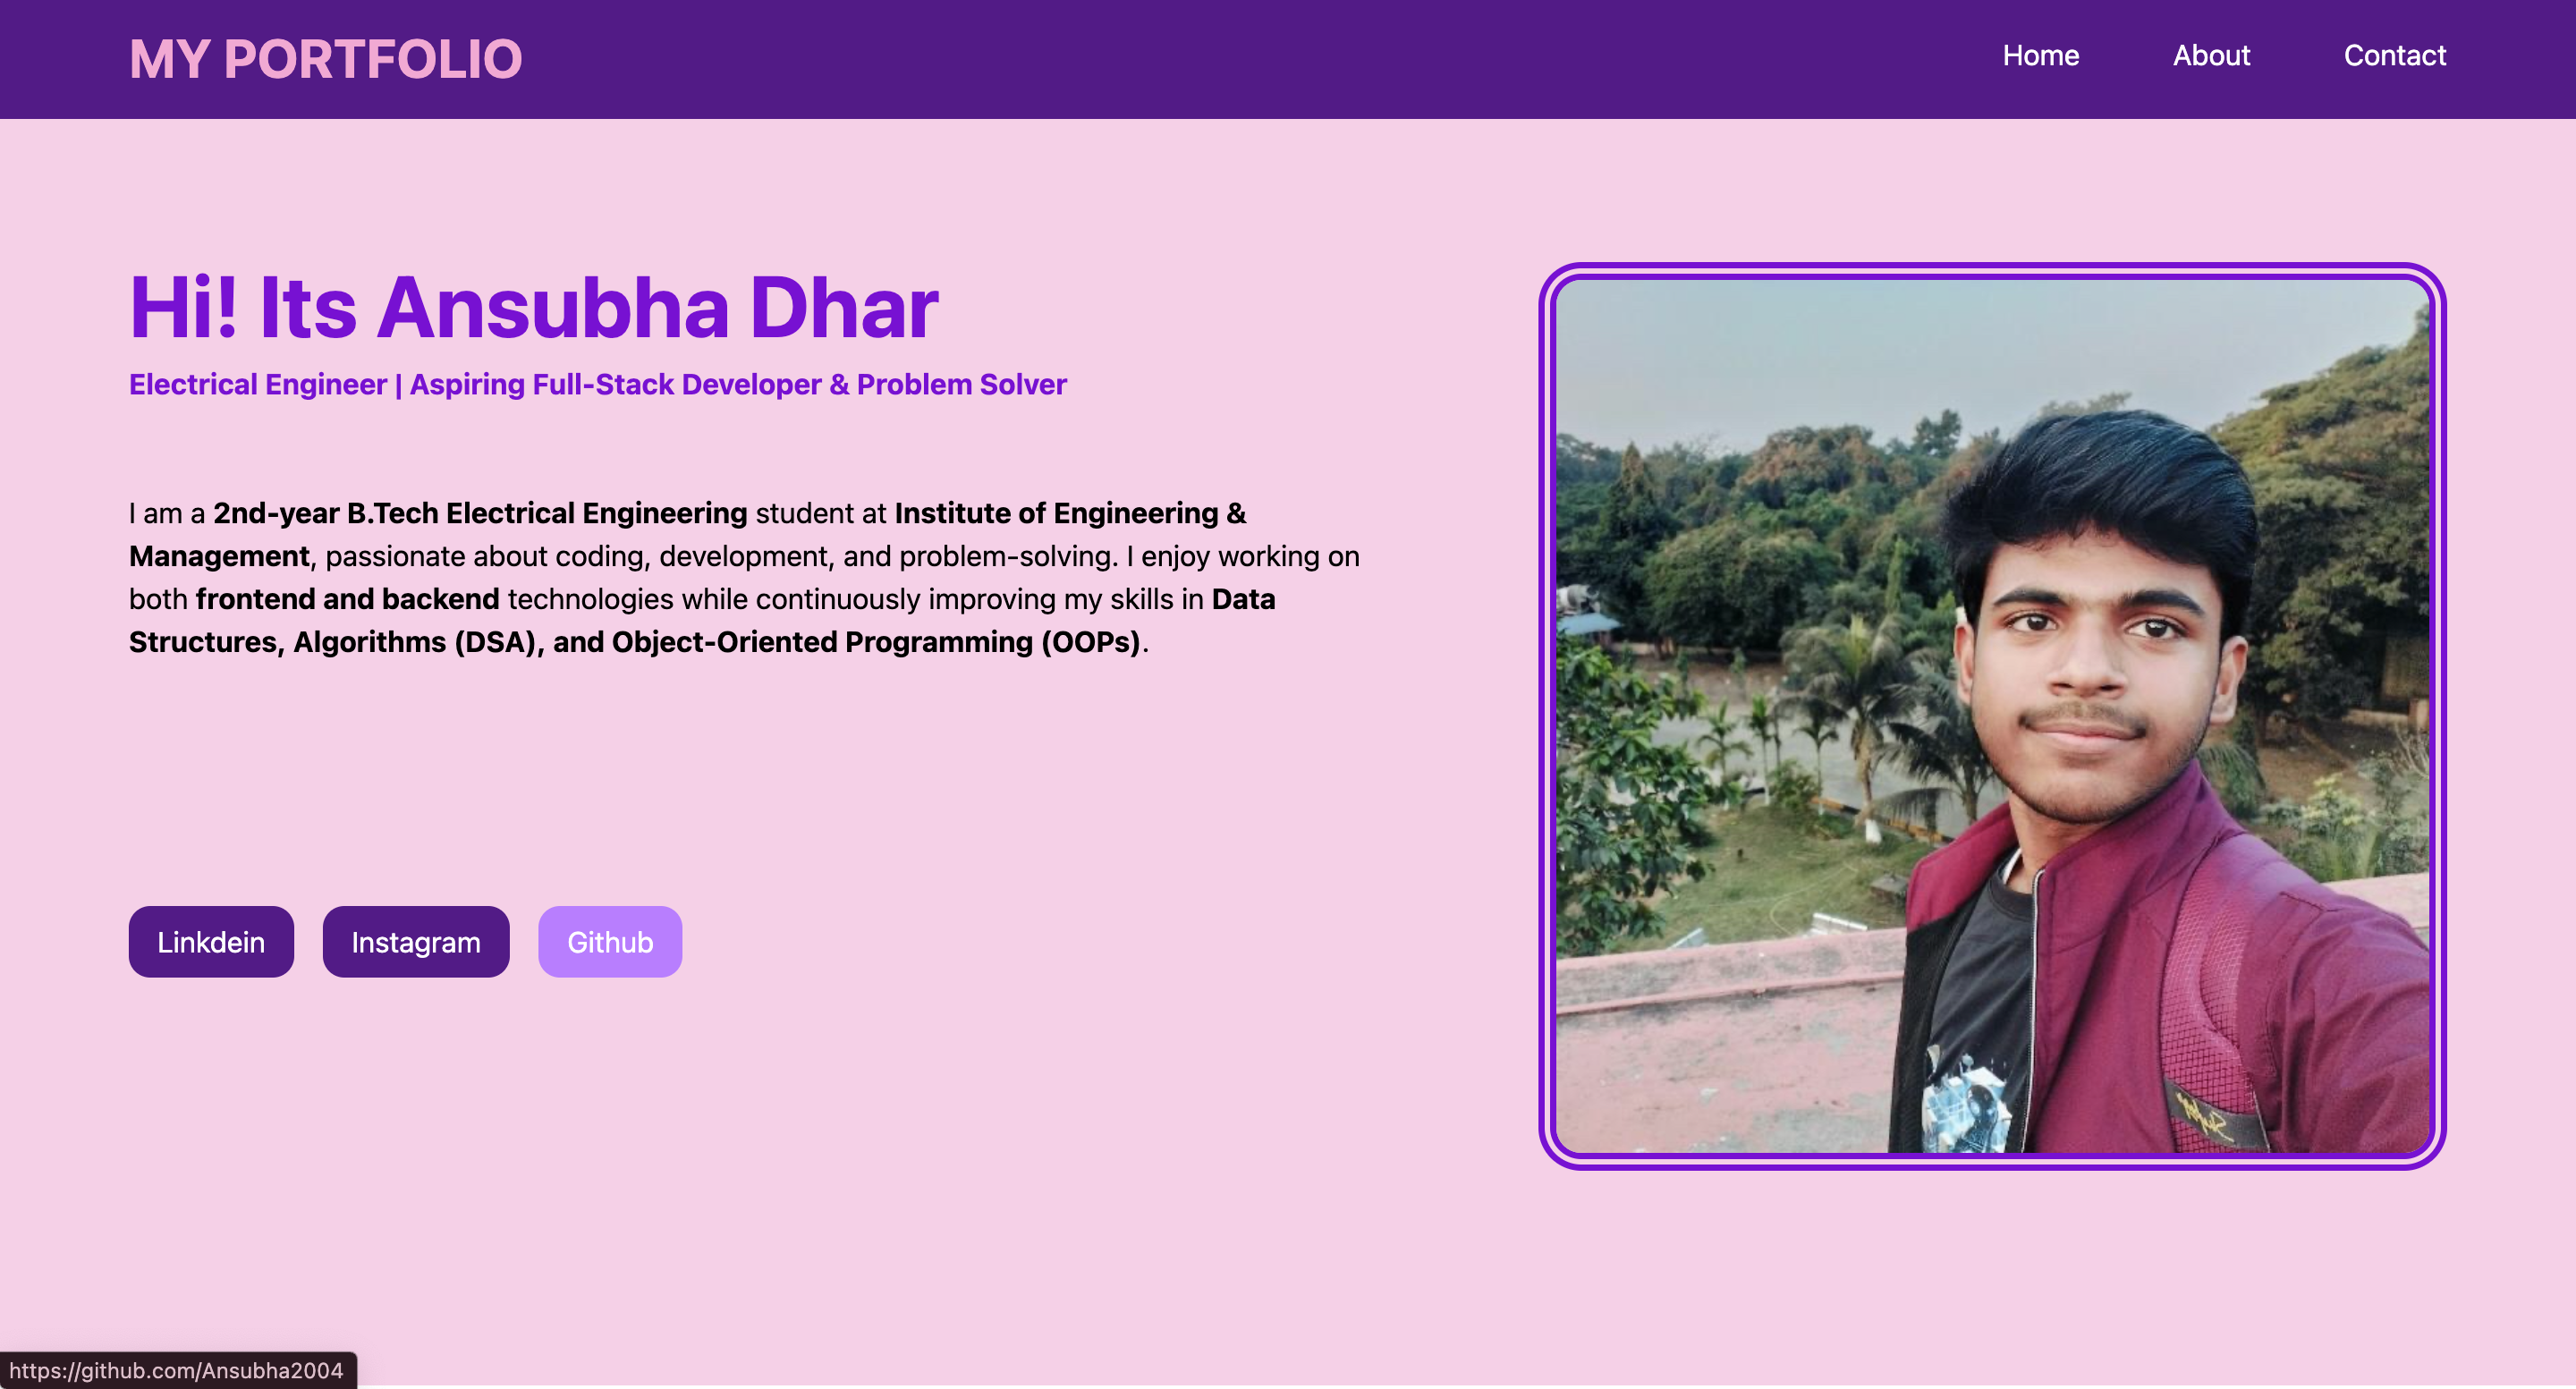 MY PORTFOLIO
Home
About
Contact
Hi! Its Ansubha Dhar
Electrical Engineer | Aspiring Full-Stack Developer & Problem Solver
I am a 2nd-year B.Tech Electrical Engineering student at Institute of Engineering &
Management, passionate about coding, development, and problem-solving. I enjoy working on
both frontend and backend technologies while continuously improving my skills in Data
Structures, Algorithms (DSA), and Object-Oriented Programming (OOPs).
Linkdein
Instagram
Github
https://github.com/Ansubha2004